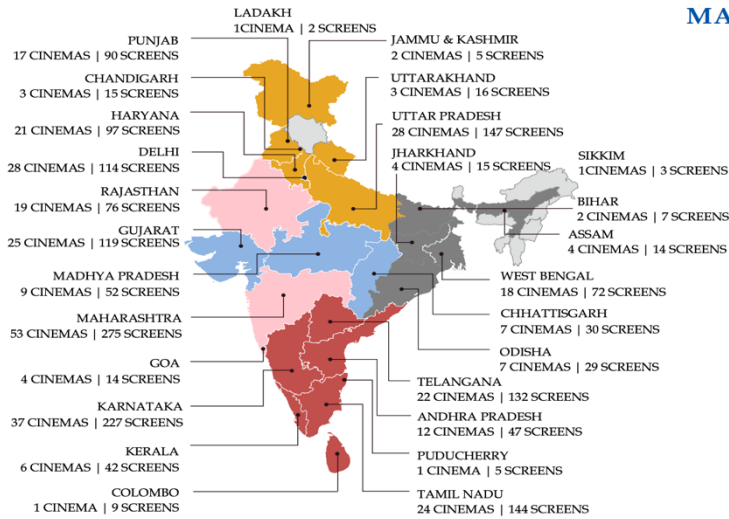 MA
LADAKH
1CINEMA | 2 SCREENS
PUNJAB
17 CINEMAS | 90 SCREENS
JAMMU & KASHMIR
2 CINEMAS | 5 SCREENS
CHANDIGARH
3 CINEMAS | 15 SCREENS
UTTARAKHAND
3 CINEMAS | 16 SCREENS
HARYANA
21 CINEMAS | 97 SCREENS
UTTAR PRADESH
28 CINEMAS | 147 SCREENS
DELHI
28 CINEMAS | 114 SCREENS
JHARKHAND
4 CINEMAS | 15 SCREENS
SIKKIM
1CINEMAS | 3 SCREENS
RAJASTHAN
19 CINEMAS | 76 SCREENS
BIHAR
2 CINEMAS | 7 SCREENS
GUJARAT
25 CINEMAS | 119 SCREENS
ASSAM
4 CINEMAS | 14 SCREENS
MADHYA PRADESH
9 CINEMAS | 52 SCREENS
WEST BENGAL
18 CINEMAS | 72 SCREENS
MAHARASHTRA
53 CINEMAS | 275 SCREENS
CHHATTISGARH
7 CINEMAS | 30 SCREENS
ODISHA
7 CINEMAS | 29 SCREENS
GOA
4 CINEMAS | 14 SCREENS
TELANGANA
22 CINEMAS | 132 SCREENS
KARNATAKA
37 CINEMAS | 227 SCREENS
ANDHRA PRADESH
12 CINEMAS | 47 SCREENS
KERALA
6 CINEMAS | 42 SCREENS
PUDUCHERRY
1 CINEMA | 5 SCREENS
COLOMBO
1 CINEMA | 9 SCREENS
TAMIL NADU
24 CINEMAS | 144 SCREENS